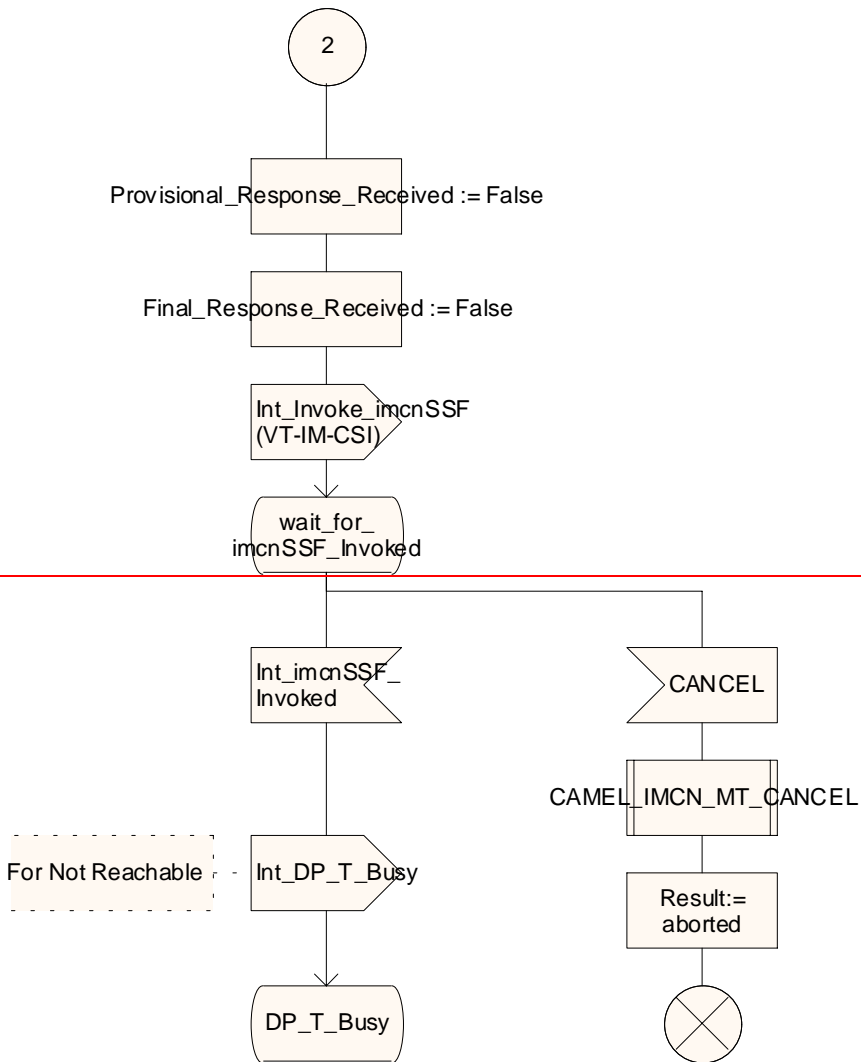 2
Provisional_Response_Received := False
Final_Response_Received := False
Int_Invoke_imcnSSF
(VT-IM-CSI)
wait_for_
imcnSSF_Invoked
Int_imcnSSF_
Invoked
CANCEL
CAMEL_IMCN_MT_CANCEL
For Not Reachable
Int_DP_T_Busy
Result:=
aborted
DP_T_Busy